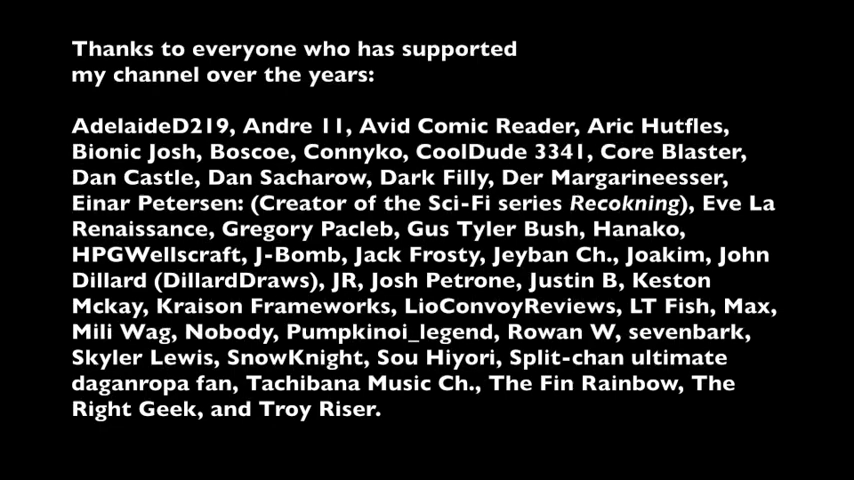 Thanks to everyone who has supported
my channel over the years:
AdelaideD219, Andre 11, Avid Comic Reader, Aric Hutfles,
Bionic Josh, Boscoe, Connyko, CoolDude 3341, Core Blaster,
Dan Castle, Dan Sacharow, Dark Filly, Der Margarineesser,
Einar Petersen: (Creator of the Sci-Fi series Recokning), Eve La
Renaissance, Gregory Pacleb, Gus Tyler Bush, Hanako,
HPGWellscraft, J-Bomb, Jack Frosty, Jeyban Ch., Joakim, John
Dillard (DillardDraws), JR, Josh Petrone, Justin B, Keston
Mckay, Kraison Frameworks, LioConvoyReviews, LT Fish, Max,
Mili Wag, Nobody, Pumpkinoi_legend, Rowan W, sevenbark,
Skyler Lewis, SnowKnight, Sou Hiyori, Split-chan ultimate
daganropa fan, Tachibana Music Ch., The Fin Rainbow, The
Right Geek, and Troy Riser.